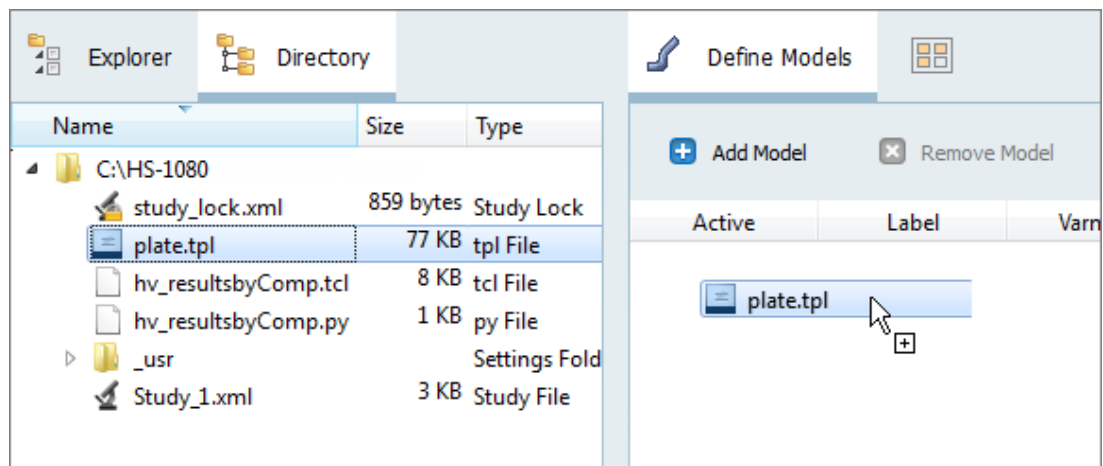 Explorer Directory
Name Size Type
C:\HS-1080
study_lock.xml 859 bytes Study Lock
plate.tpl 77 KB tpl File
hv_resultsbyComp.tcl 8 KB tcl File
hv_resultsbyComp.py 1 KB py File
_usr Settings Fold
Study_1.xml 3 KB Study File
Define Models
Add Model Remove Model
Active Label Varn
plate.tpl